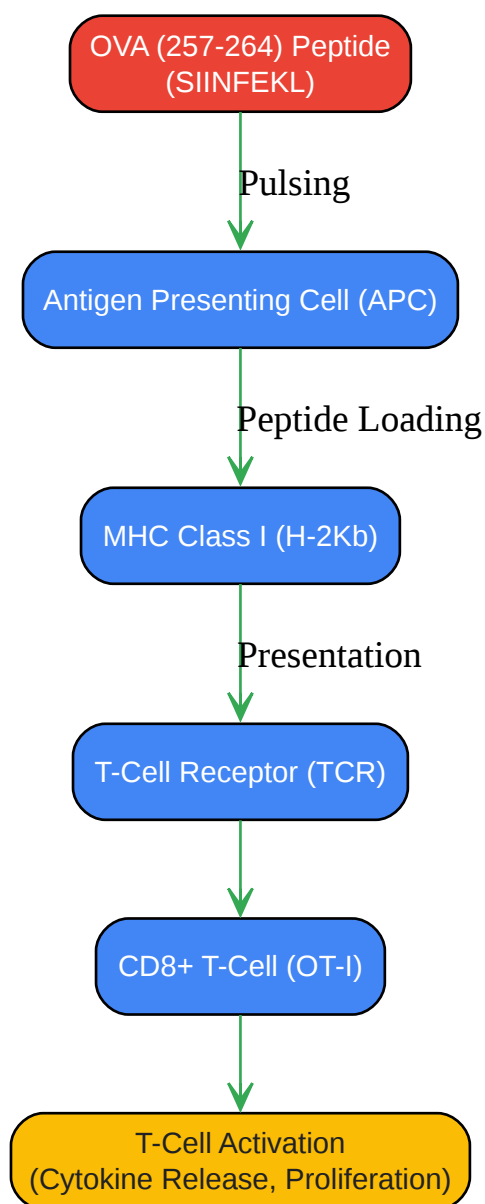 OVA (257-264) Peptide
(SIINFEKL)
Pulsing
Antigen Presenting Cell (APC)
Peptide Loading
MHC Class I (H-2Kb)
Presentation
T-Cell Receptor (TCR)
CD8+ T-Cell (OT-I)
T-Cell Activation
(Cytokine Release, Proliferation)